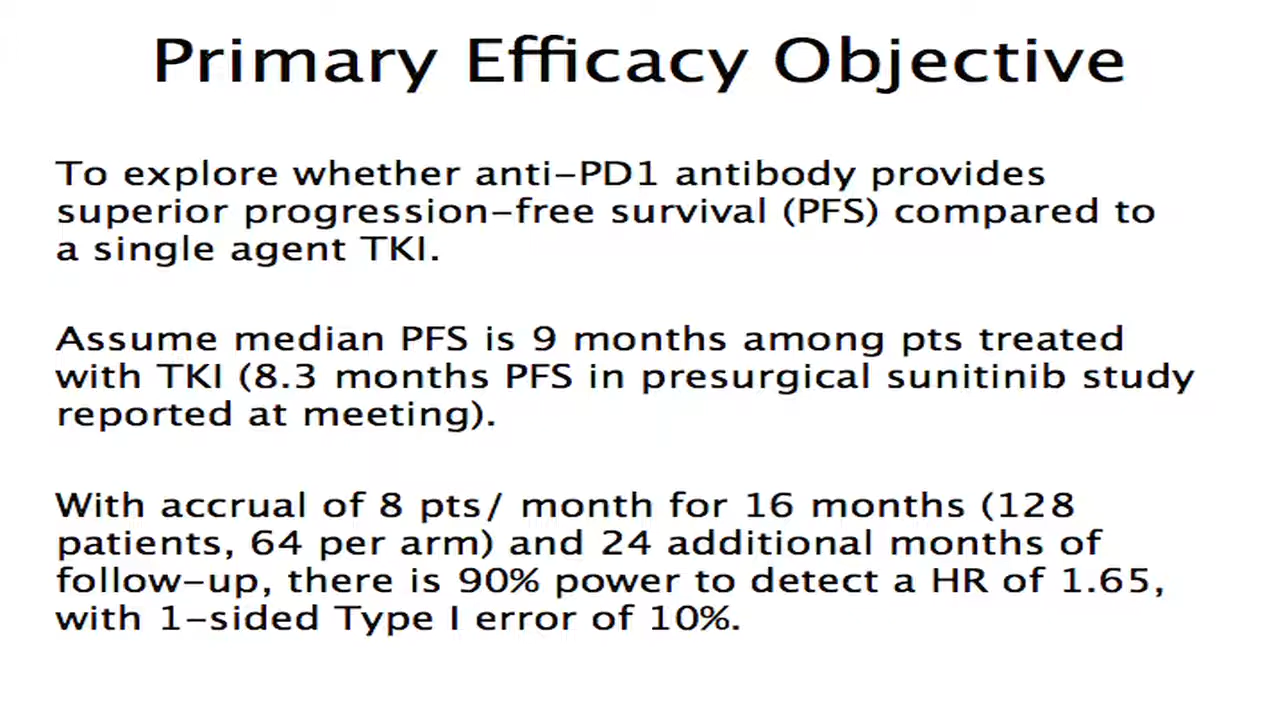 Primary Efficacy Objective
To explore whether anti–PD1 antibody provides
superior progression–free survival (PFS) compared to
a single agent TKI.
Assume median PFS is 9 months among pts treated
with TKI (8.3 months PFS in presurgical sunitinib study
reported at meeting).
With accrual of 8 pts/ month for 16 months (128
patients, 64 per arm) and 24 additional months of
follow–up, there is 90% power to detect a HR of 1.65,
with 1–sided Type I error of 10%.